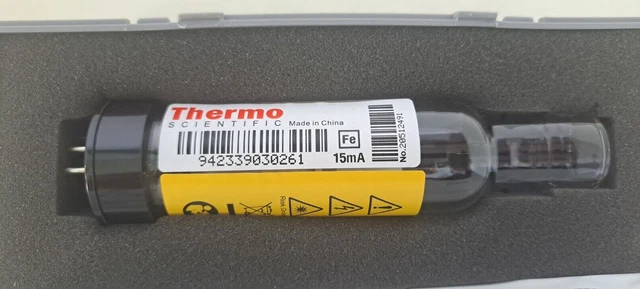 Thermo
SCIENTIFIC Made in China
942339030261
Fe
15mA
No.20512491